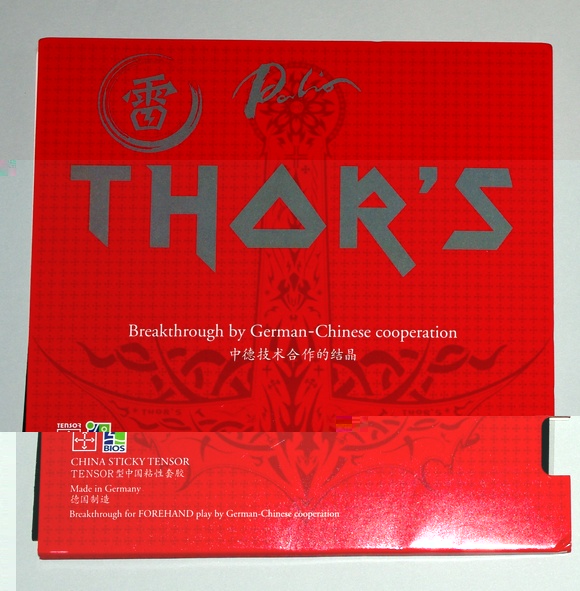 雷 Palio
THOR'S
Breakthrough by German-Chinese cooperation
中德技术合作的结晶
TENSOR
BIOS
CHINA STICKY TENSOR
TENSOR型中国粘性套胶
Made in Germany
德国制造
Breakthrough for FOREHAND play by German-Chinese cooperation